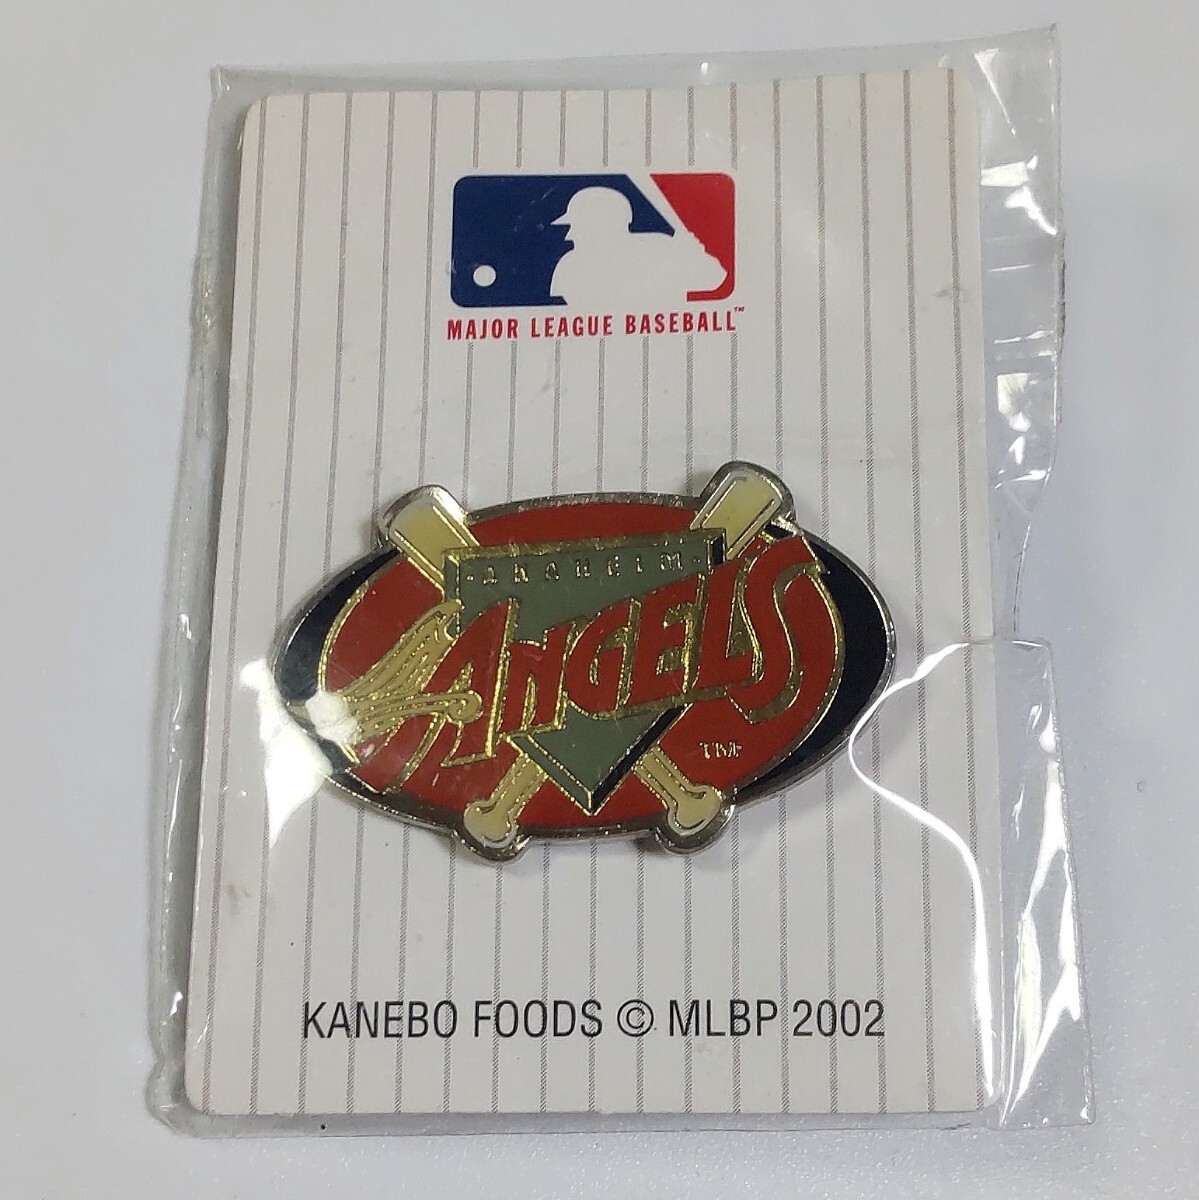 MAJOR LEAGUE BASEBALL™
·ANAHEIM·
ANGELS
TM
KANEBO FOODS © MLBP 2002